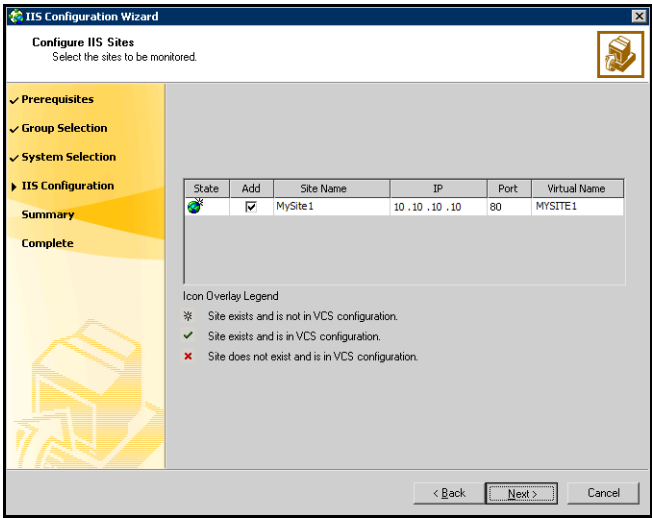 IIS Configuration Wizard
Configure IIS Sites
Select the sites to be monitored.
Prerequisites
Group Selection
System Selection
IIS Configuration
Summary
Complete
State Add Site Name IP Port Virtual Name
MySite1 10 . 10 . 10 . 10 80 MYSITE1
Icon Overlay Legend
Site exists and is not in VCS configuration.
Site exists and is in VCS configuration.
Site does not exist and is in VCS configuration.
< Back Next > Cancel